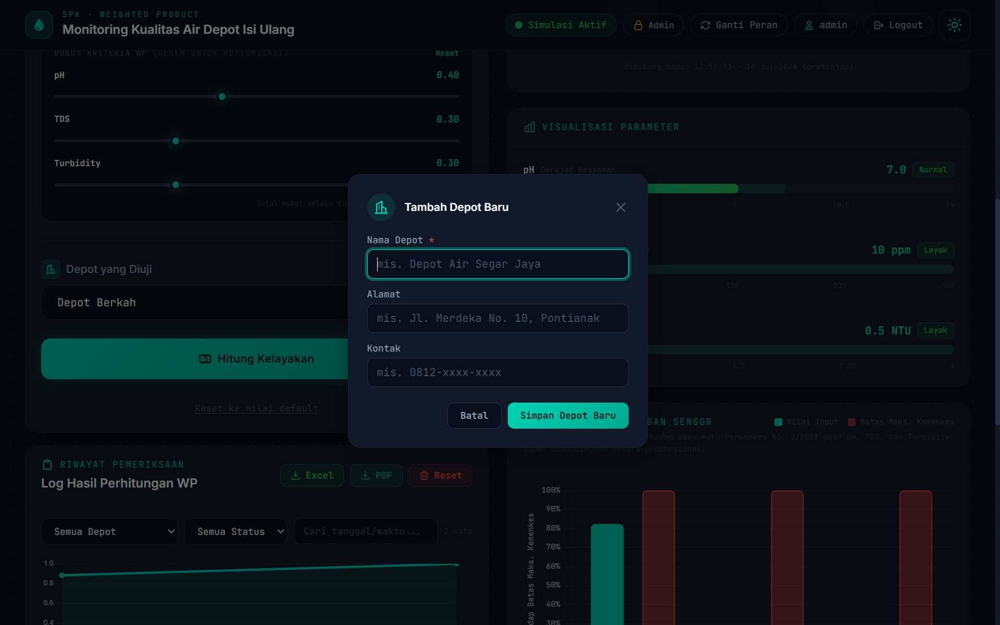 SPK · WEIGHTED PRODUCT
Monitoring Kualitas Air Depot Isi Ulang
Simulasi Aktif
Admin
Ganti Peran
admin
Logout
BOBOT KRITERIA WP (GESER UNTUK KUSTOMISASI)
Reset
pH
0.40
TDS
0.30
Turbidity
0.30
Total bobot selalu
Depot yang Diuji
Depot Berkah
Hitung Kelayakan
Reset ke nilai default
RIWAYAT PEMERIKSAAN
Log Hasil Perhitungan WP
Excel
PDF
Reset
Semua Depot
Semua Status
Cari tanggal/waktu...
2 data
1.0
0.8
0.6
0.4
Tambah Depot Baru
Nama Depot *
mis. Depot Air Segar Jaya
Alamat
mis. Jl. Merdeka No. 10, Pontianak
Kontak
mis. 0812-xxxx-xxxx
Batal
Simpan Depot Baru
Dihitung pada: 12.58.33 — 14 Jul 2026 (pratinjau)
VISUALISASI PARAMETER
pH Derajat Keasaman
7.0
Normal
7
10.5
14
10 ppm
Layak
150
225
300
0.5 NTU
Layak
1.5
2.25
3
GAN SENSOR
Nilai Input
Batas Maks. Kemenkes
hadap baku mutu Permenkes No. 2/2023 agar pH, TDS, dan Turbidity
dapat dibandingkan secara proporsional.
100%
90%
80%
70%
60%
50%
40%
30%
dap Batas Maks. Kemenkes